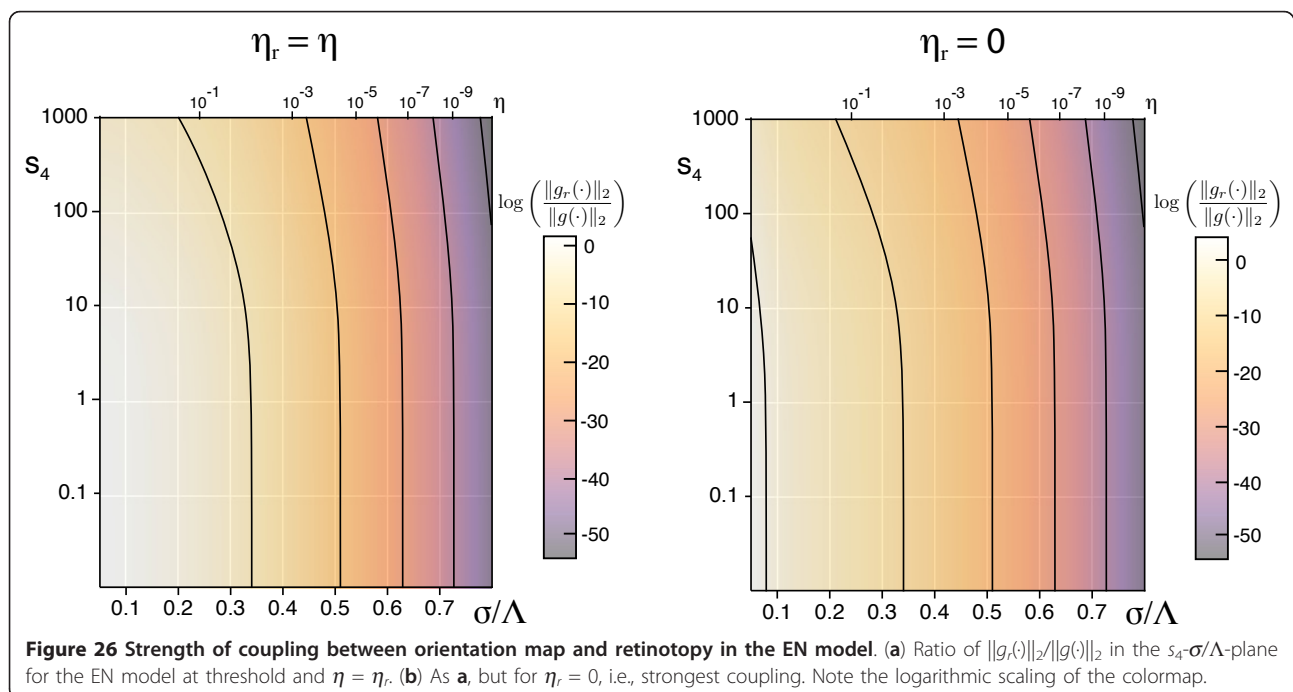 η_r = η
η_r = 0
10^-1 10^-3 10^-5 10^-7 10^-9 η
1000
S_4
100
10
1
0.1
0.1 0.2 0.3 0.4 0.5 0.6 0.7 σ/Λ
log(‖g_r(·)‖_2 / ‖g(·)‖_2)
0
-10
-20
-30
-40
-50
10^-1 10^-3 10^-5 10^-7 10^-9 η
1000
S_4
100
10
1
0.1
0.1 0.2 0.3 0.4 0.5 0.6 0.7 σ/Λ
log(‖g_r(·)‖_2 / ‖g(·)‖_2)
0
-10
-20
-30
-40
-50
Figure 26 Strength of coupling between orientation map and retinotopy in the EN model. (a) Ratio of ||g_r(·)||_2/||g(·)||_2 in the s_4-σ/Λ-plane
for the EN model at threshold and η = η_r. (b) As a, but for η_r = 0, i.e., strongest coupling. Note the logarithmic scaling of the colormap.